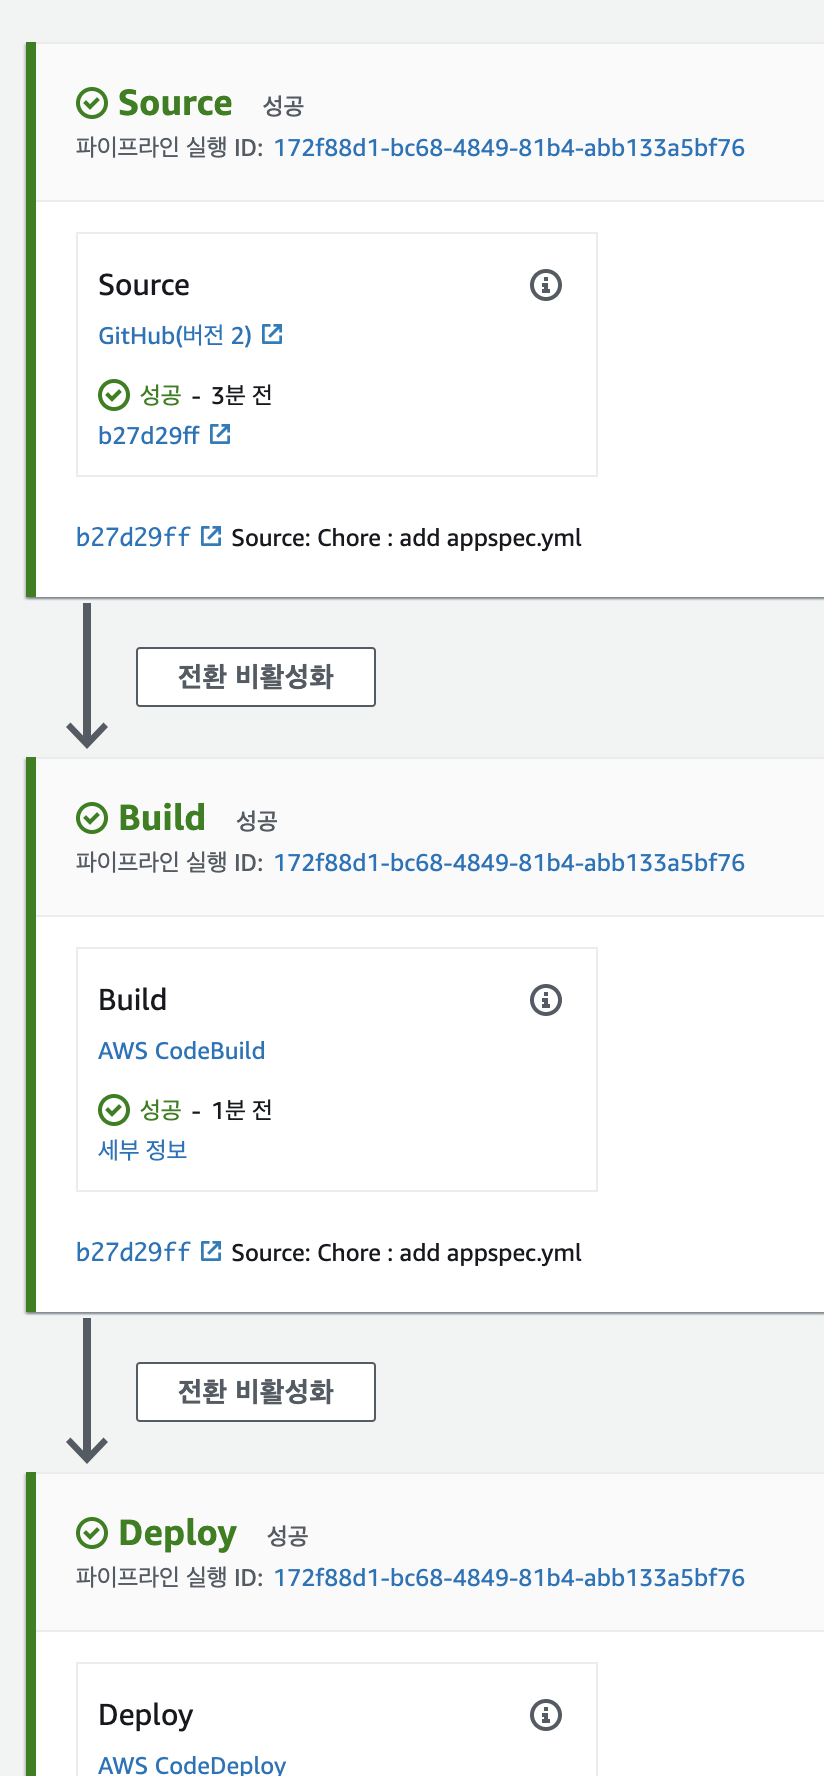 Source 성공
파이프라인 실행 ID: 172f88d1-bc68-4849-81b4-abb133a5bf76
Source
GitHub(버전 2)
성공 - 3분 전
b27d29ff
b27d29ff Source: Chore : add appspec.yml
전환 비활성화
Build 성공
파이프라인 실행 ID: 172f88d1-bc68-4849-81b4-abb133a5bf76
Build
AWS CodeBuild
성공 - 1분 전
세부 정보
b27d29ff Source: Chore : add appspec.yml
전환 비활성화
Deploy 성공
파이프라인 실행 ID: 172f88d1-bc68-4849-81b4-abb133a5bf76
Deploy
AWS CodeDeploy